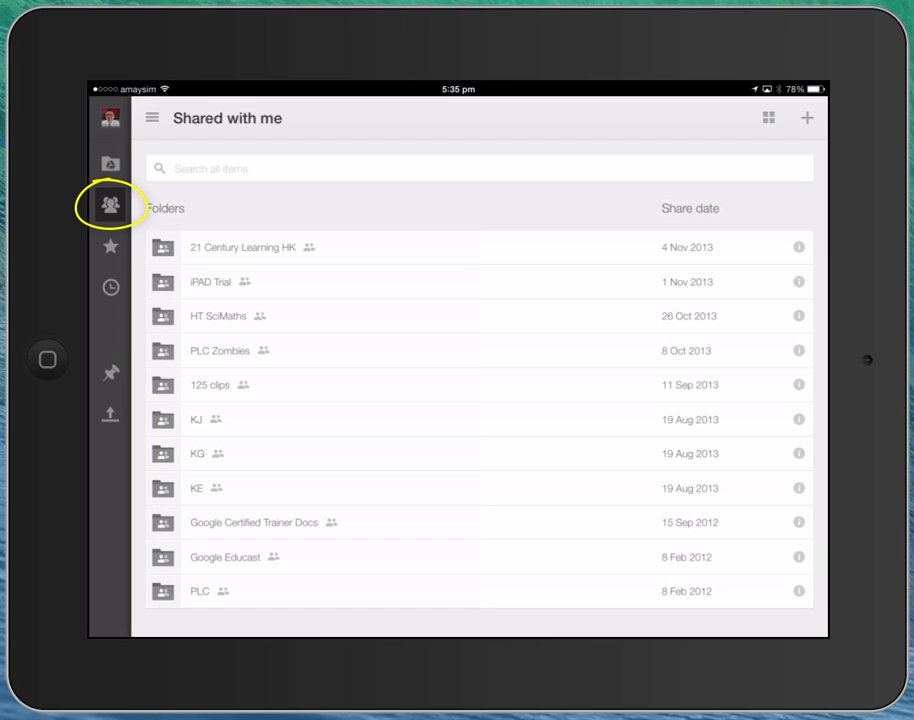 amaysim 5:35 pm 78%
Shared with me
Search all items
Folders Share date
21 Century Learning HK 4 Nov 2013
iPAD Trial 1 Nov 2013
HT SciMaths 26 Oct 2013
PLC Zombies 8 Oct 2013
125 clips 11 Sep 2013
KJ 19 Aug 2013
KG 19 Aug 2013
KE 19 Aug 2013
Google Certified Trainer Docs 15 Sep 2012
Google Educast 8 Feb 2012
PLC 8 Feb 2012